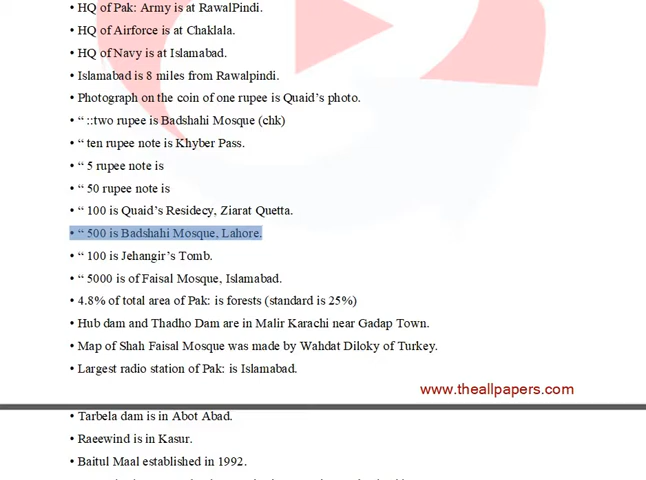 • HQ of Pak: Army is at RawalPindi.
• HQ of Airforce is at Chaklala.
• HQ of Navy is at Islamabad.
• Islamabad is 8 miles from Rawalpindi.
• Photograph on the coin of one rupee is Quaid’s photo.
• “ ::two rupee is Badshahi Mosque (chk)
• “ ten rupee note is Khyber Pass.
• “ 5 rupee note is
• “ 50 rupee note is
• “ 100 is Quaid’s Residecy, Ziarat Quetta.
• “ 500 is Badshahi Mosque, Lahore.
• “ 100 is Jehangir’s Tomb.
• “ 5000 is of Faisal Mosque, Islamabad.
• 4.8% of total area of Pak: is forests (standard is 25%)
• Hub dam and Thadho Dam are in Malir Karachi near Gadap Town.
• Map of Shah Faisal Mosque was made by Wahdat Diloky of Turkey.
• Largest radio station of Pak: is Islamabad.
www.theallpapers.com
• Tarbela dam is in Abot Abad.
• Raeewind is in Kasur.
• Baitul Maal established in 1992.